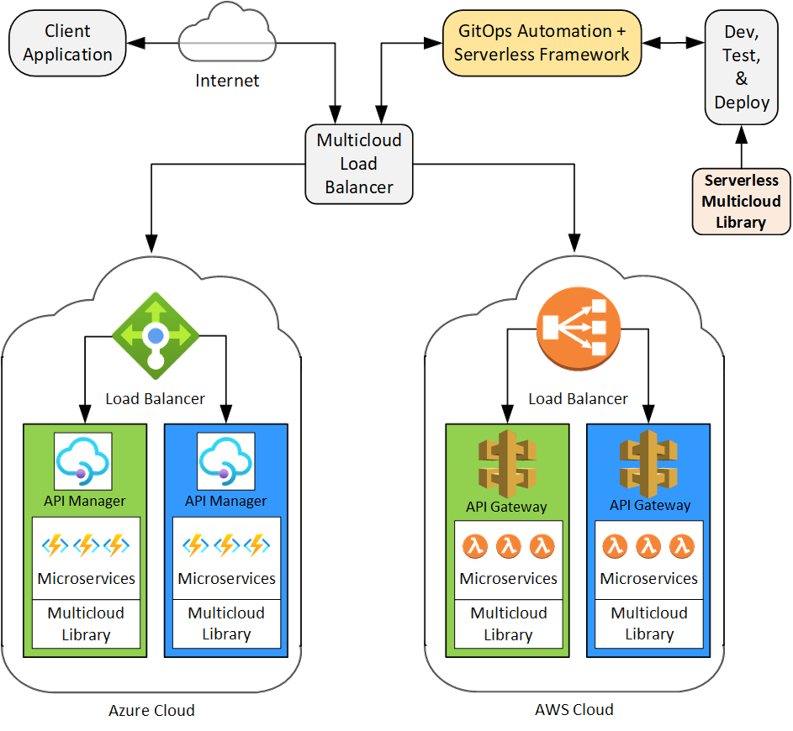 Client
Application
Internet
GitOps Automation +
Serverless Framework
Dev,
Test,
&
Deploy
Multicloud
Load
Balancer
Serverless
Multicloud
Library
Load Balancer
API Manager
Microservices
Multicloud
Library
API Manager
Microservices
Multicloud
Library
Azure Cloud
Load Balancer
API Gateway
λ λ λ
Microservices
Multicloud
Library
API Gateway
λ λ λ
Microservices
Multicloud
Library
AWS Cloud